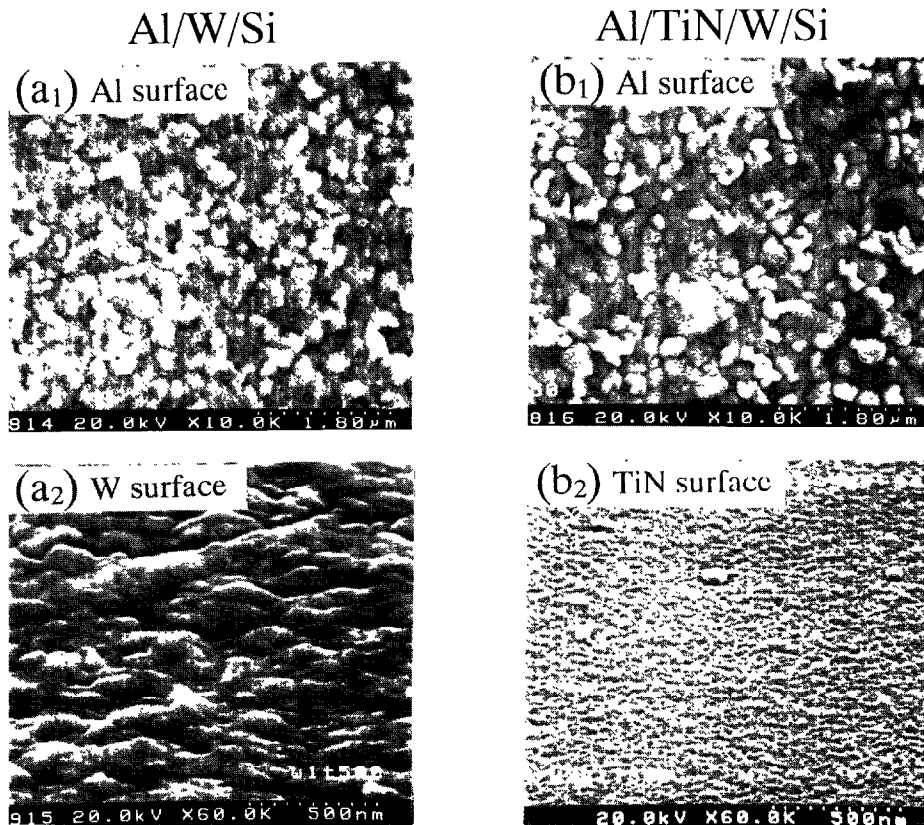 Al/W/Si
Al/TiN/W/Si
(a1) Al surface
(b1) Al surface
814 20.0kV X10.0K 1.80µm
816 20.0kV X10.0K 1.80µm
(a2) W surface
(b2) TiN surface
915 20.0kV X60.0K 500nm
20.0kV X60.0K 500nm